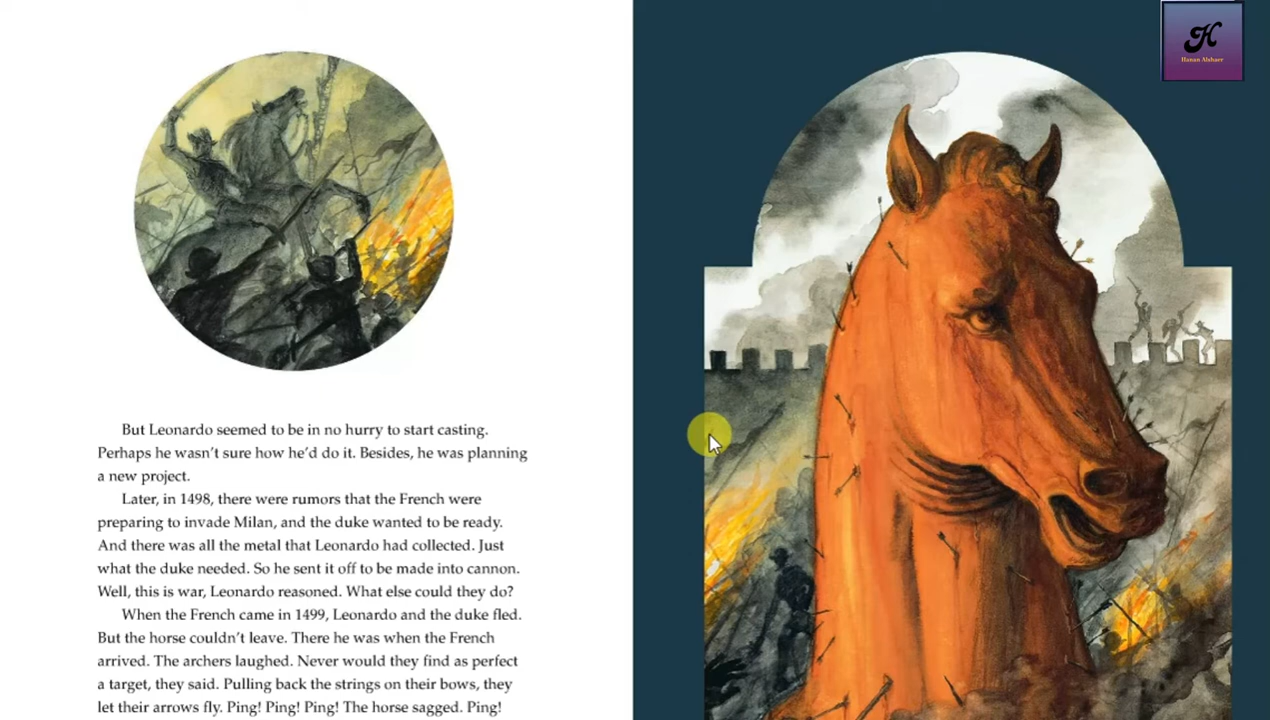 H
Hanan Alshaer
But Leonardo seemed to be in no hurry to start casting.
Perhaps he wasn't sure how he'd do it. Besides, he was planning
a new project.
Later, in 1498, there were rumors that the French were
preparing to invade Milan, and the duke wanted to be ready.
And there was all the metal that Leonardo had collected. Just
what the duke needed. So he sent it off to be made into cannon.
Well, this is war, Leonardo reasoned. What else could they do?
When the French came in 1499, Leonardo and the duke fled.
But the horse couldn't leave. There he was when the French
arrived. The archers laughed. Never would they find as perfect
a target, they said. Pulling back the strings on their bows, they
let their arrows fly. Ping! Ping! Ping! The horse sagged. Ping!